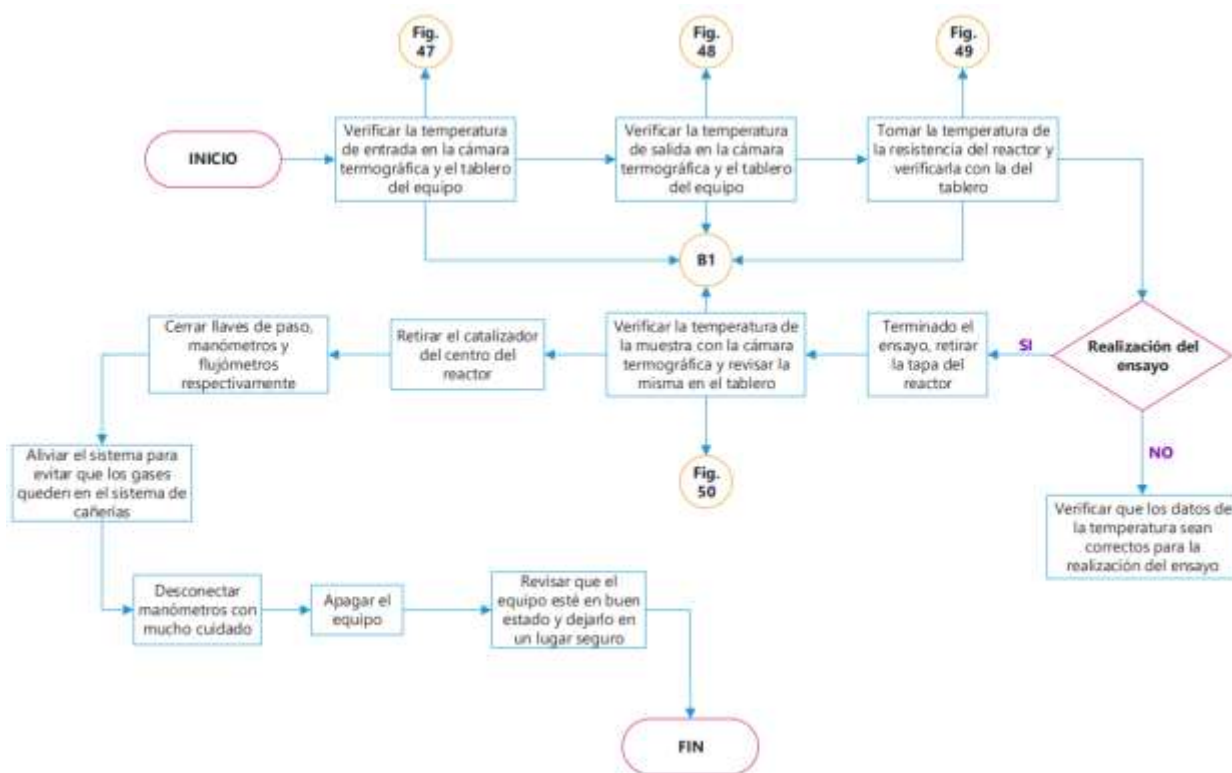 Fig.
47
Fig.
48
Fig.
49
INICIO
Verificar la temperatura
de entrada en la cámara
termográfica y el tablero
del equipo
Verificar la temperatura
de salida en la cámara
termográfica y el tablero
del equipo
Tomar la temperatura de
la resistencia del reactor y
verificarla con la del
tablero
B1
Cerrar llaves de paso,
manómetros y
flujómetros
respectivamente
Retirar el catalizador
del centro del
reactor
Verificar la temperatura de
la muestra con la cámara
termográfica y revisar la
misma en el tablero
Terminado el
ensayo, retirar
la tapa del
reactor
SI
Realización del
ensayo
NO
Aliviar el sistema para
evitar que los gases
queden en el sistema de
cañerías
Fig.
50
Verificar que los datos de
la temperatura sean
correctos para la
realización del ensayo
Desconectar
manómetros con
mucho cuidado
Apagar el
equipo
Revisar que el
equipo esté en buen
estado y dejarlo en
un lugar seguro
FIN